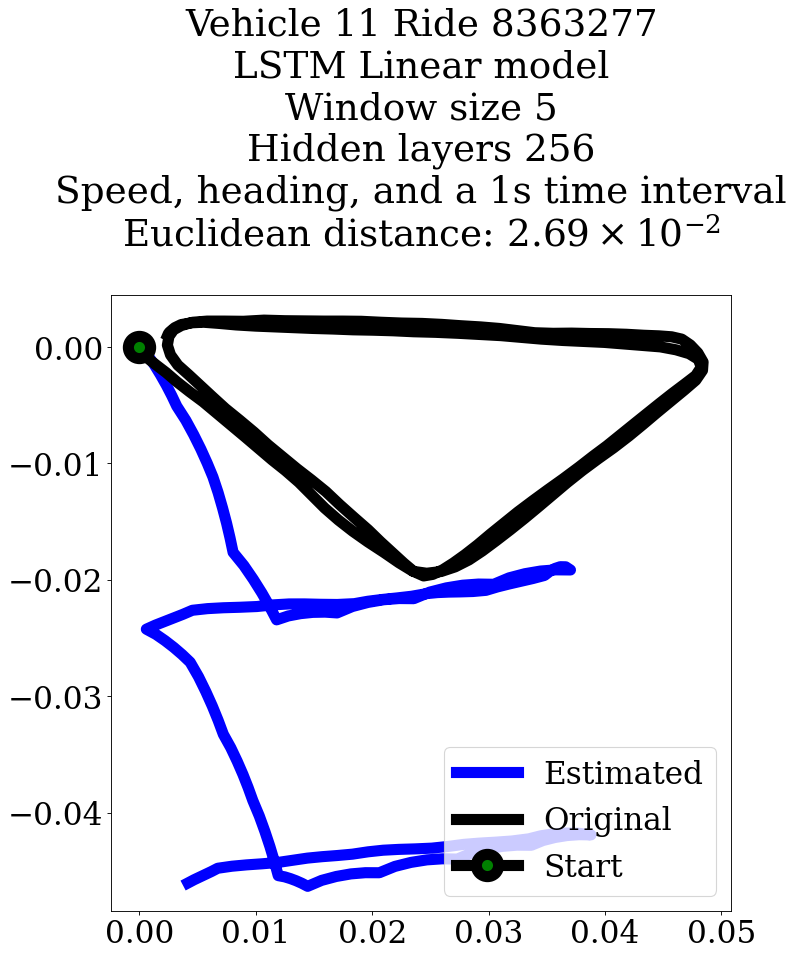 Vehicle 11 Ride 8363277
LSTM Linear model
Window size 5
Hidden layers 256
Speed, heading, and a 1s time interval
Euclidean distance: 2.69 × 10⁻²
0.00
−0.01
−0.02
−0.03
−0.04
Estimated
Original
Start
0.00 0.01 0.02 0.03 0.04 0.05